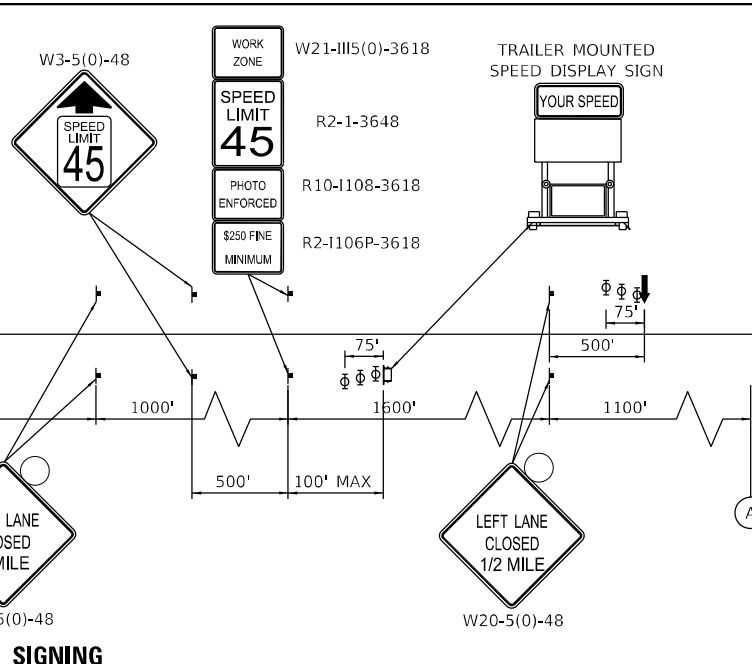 W3-5(0)-48
SPEED
LIMIT
45
WORK
ZONE
W21-III5(0)-3618
SPEED
LIMIT
45
R2-1-3648
PHOTO
ENFORCED
R10-I108-3618
$250 FINE
MINIMUM
R2-I106P-3618
TRAILER MOUNTED
SPEED DISPLAY SIGN
YOUR SPEED
75'
75'
500'
1000'
1600'
1100'
500'
100' MAX
LANE
OSED
MILE
5(0)-48
LEFT LANE
CLOSED
1/2 MILE
W20-5(0)-48
A
SIGNING